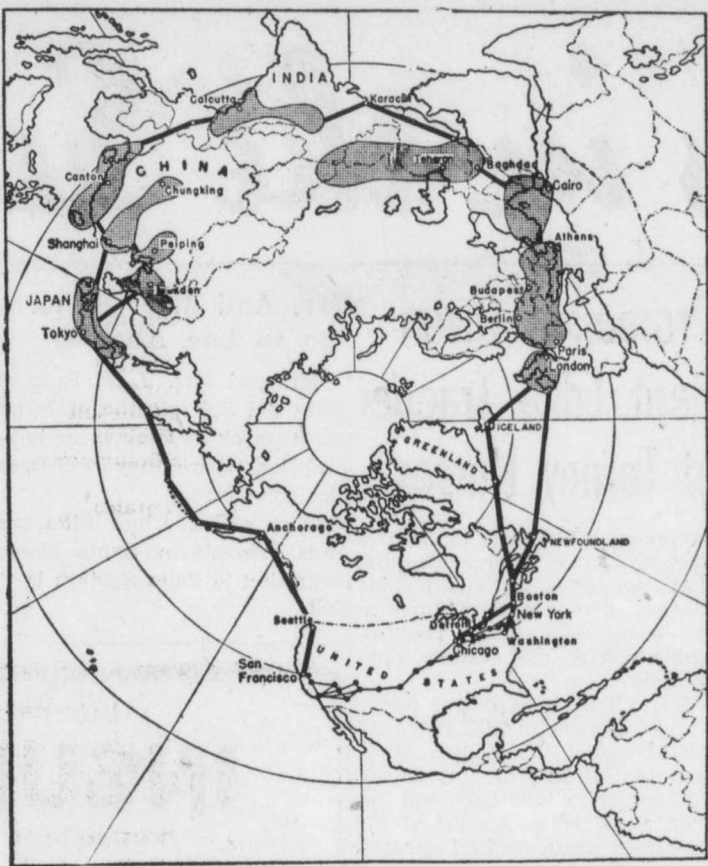 INDIA
Calcutta
Karachi
CHINA
Teheran
Baghdad
Cairo
Canton
Chungking
Shanghai
Peiping
Athens
JAPAN
Budapest
Berlin
Tokyo
Paris
London
ICELAND
GREENLAND
Anchorage
NEWFOUNDLAND
Boston
Seattle
Detroit
New York
Washington
Chicago
San
Francisco
UNITED STATES